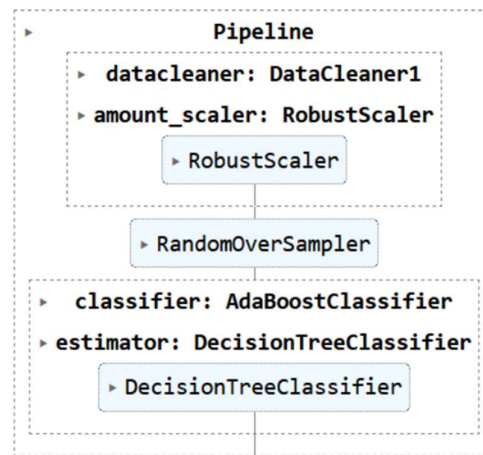 Pipeline
datacleaner: DataCleaner1
amount_scaler: RobustScaler
RobustScaler
RandomOverSampler
classifier: AdaBoostClassifier
estimator: DecisionTreeClassifier
DecisionTreeClassifier